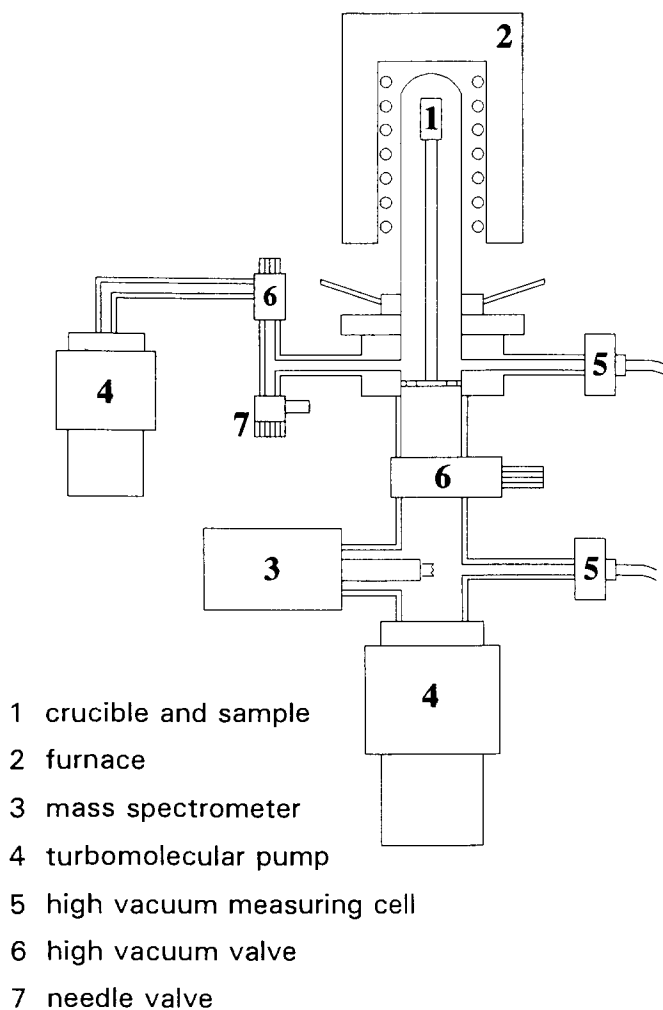 2
1
6
5
4
7
6
3
5
4
1 crucible and sample
2 furnace
3 mass spectrometer
4 turbomolecular pump
5 high vacuum measuring cell
6 high vacuum valve
7 needle valve